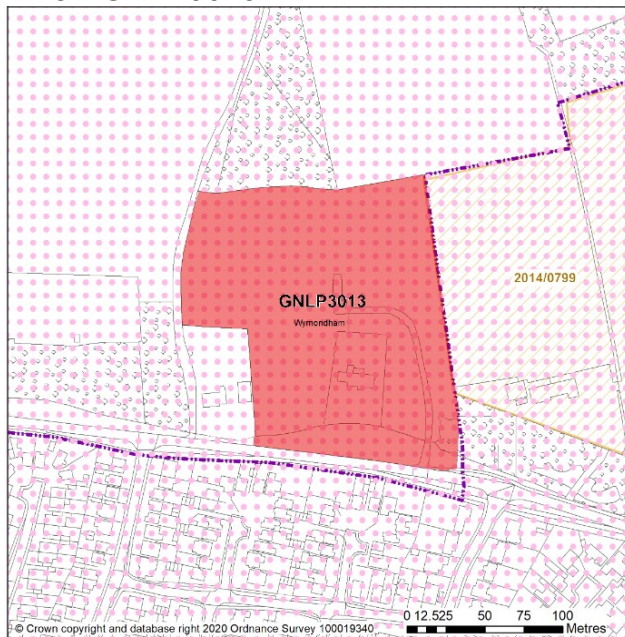 2014/0799
GNLP3013
Wymondham
© Crown copyright and database right 2020 Ordnance Survey 100019340
0 12.525 50 75 100
Metres